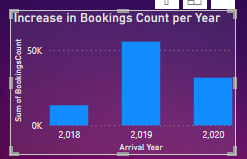 Increase in Bookings Count per Year
Sum of BookingsCount
50K
0K
2,018
2,019
2,020
Arrival Year